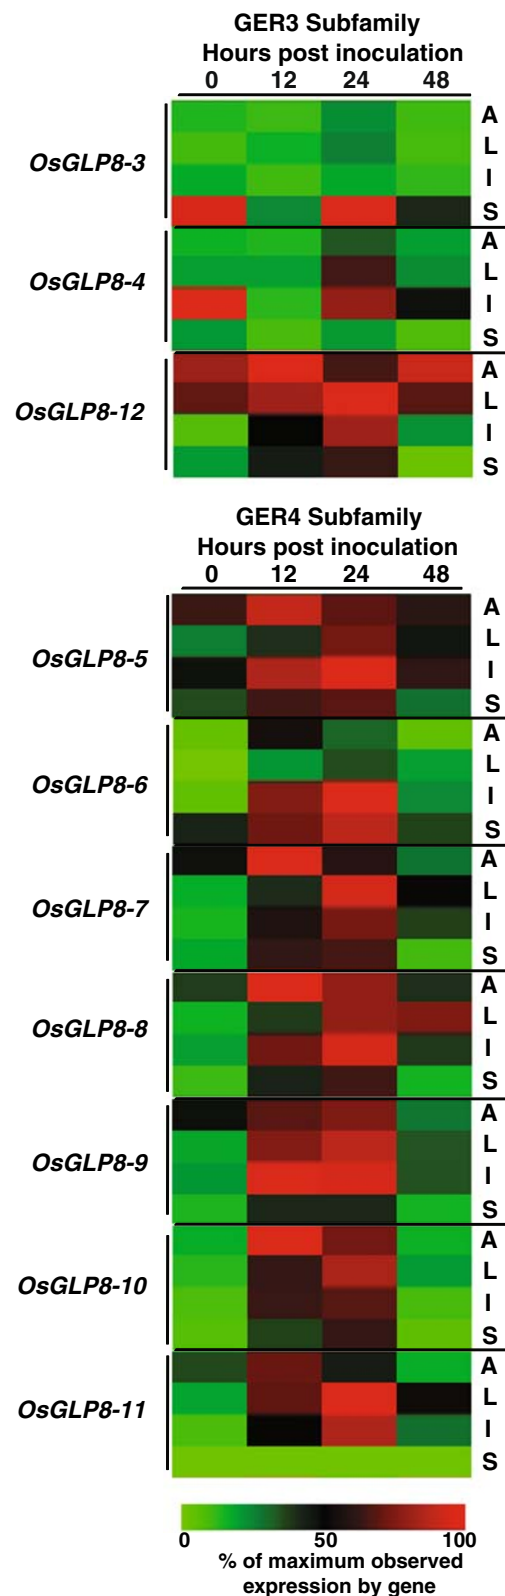 GER3 Subfamily
Hours post inoculation
0 12 24 48
OsGLP8-3
A
L
I
S
OsGLP8-4
A
L
I
S
OsGLP8-12
A
L
I
S
GER4 Subfamily
Hours post inoculation
0 12 24 48
OsGLP8-5
A
L
I
S
OsGLP8-6
A
L
I
S
OsGLP8-7
A
L
I
S
OsGLP8-8
A
L
I
S
OsGLP8-9
A
L
I
S
OsGLP8-10
A
L
I
S
OsGLP8-11
A
L
I
S
0 50 100
% of maximum observed
expression by gene